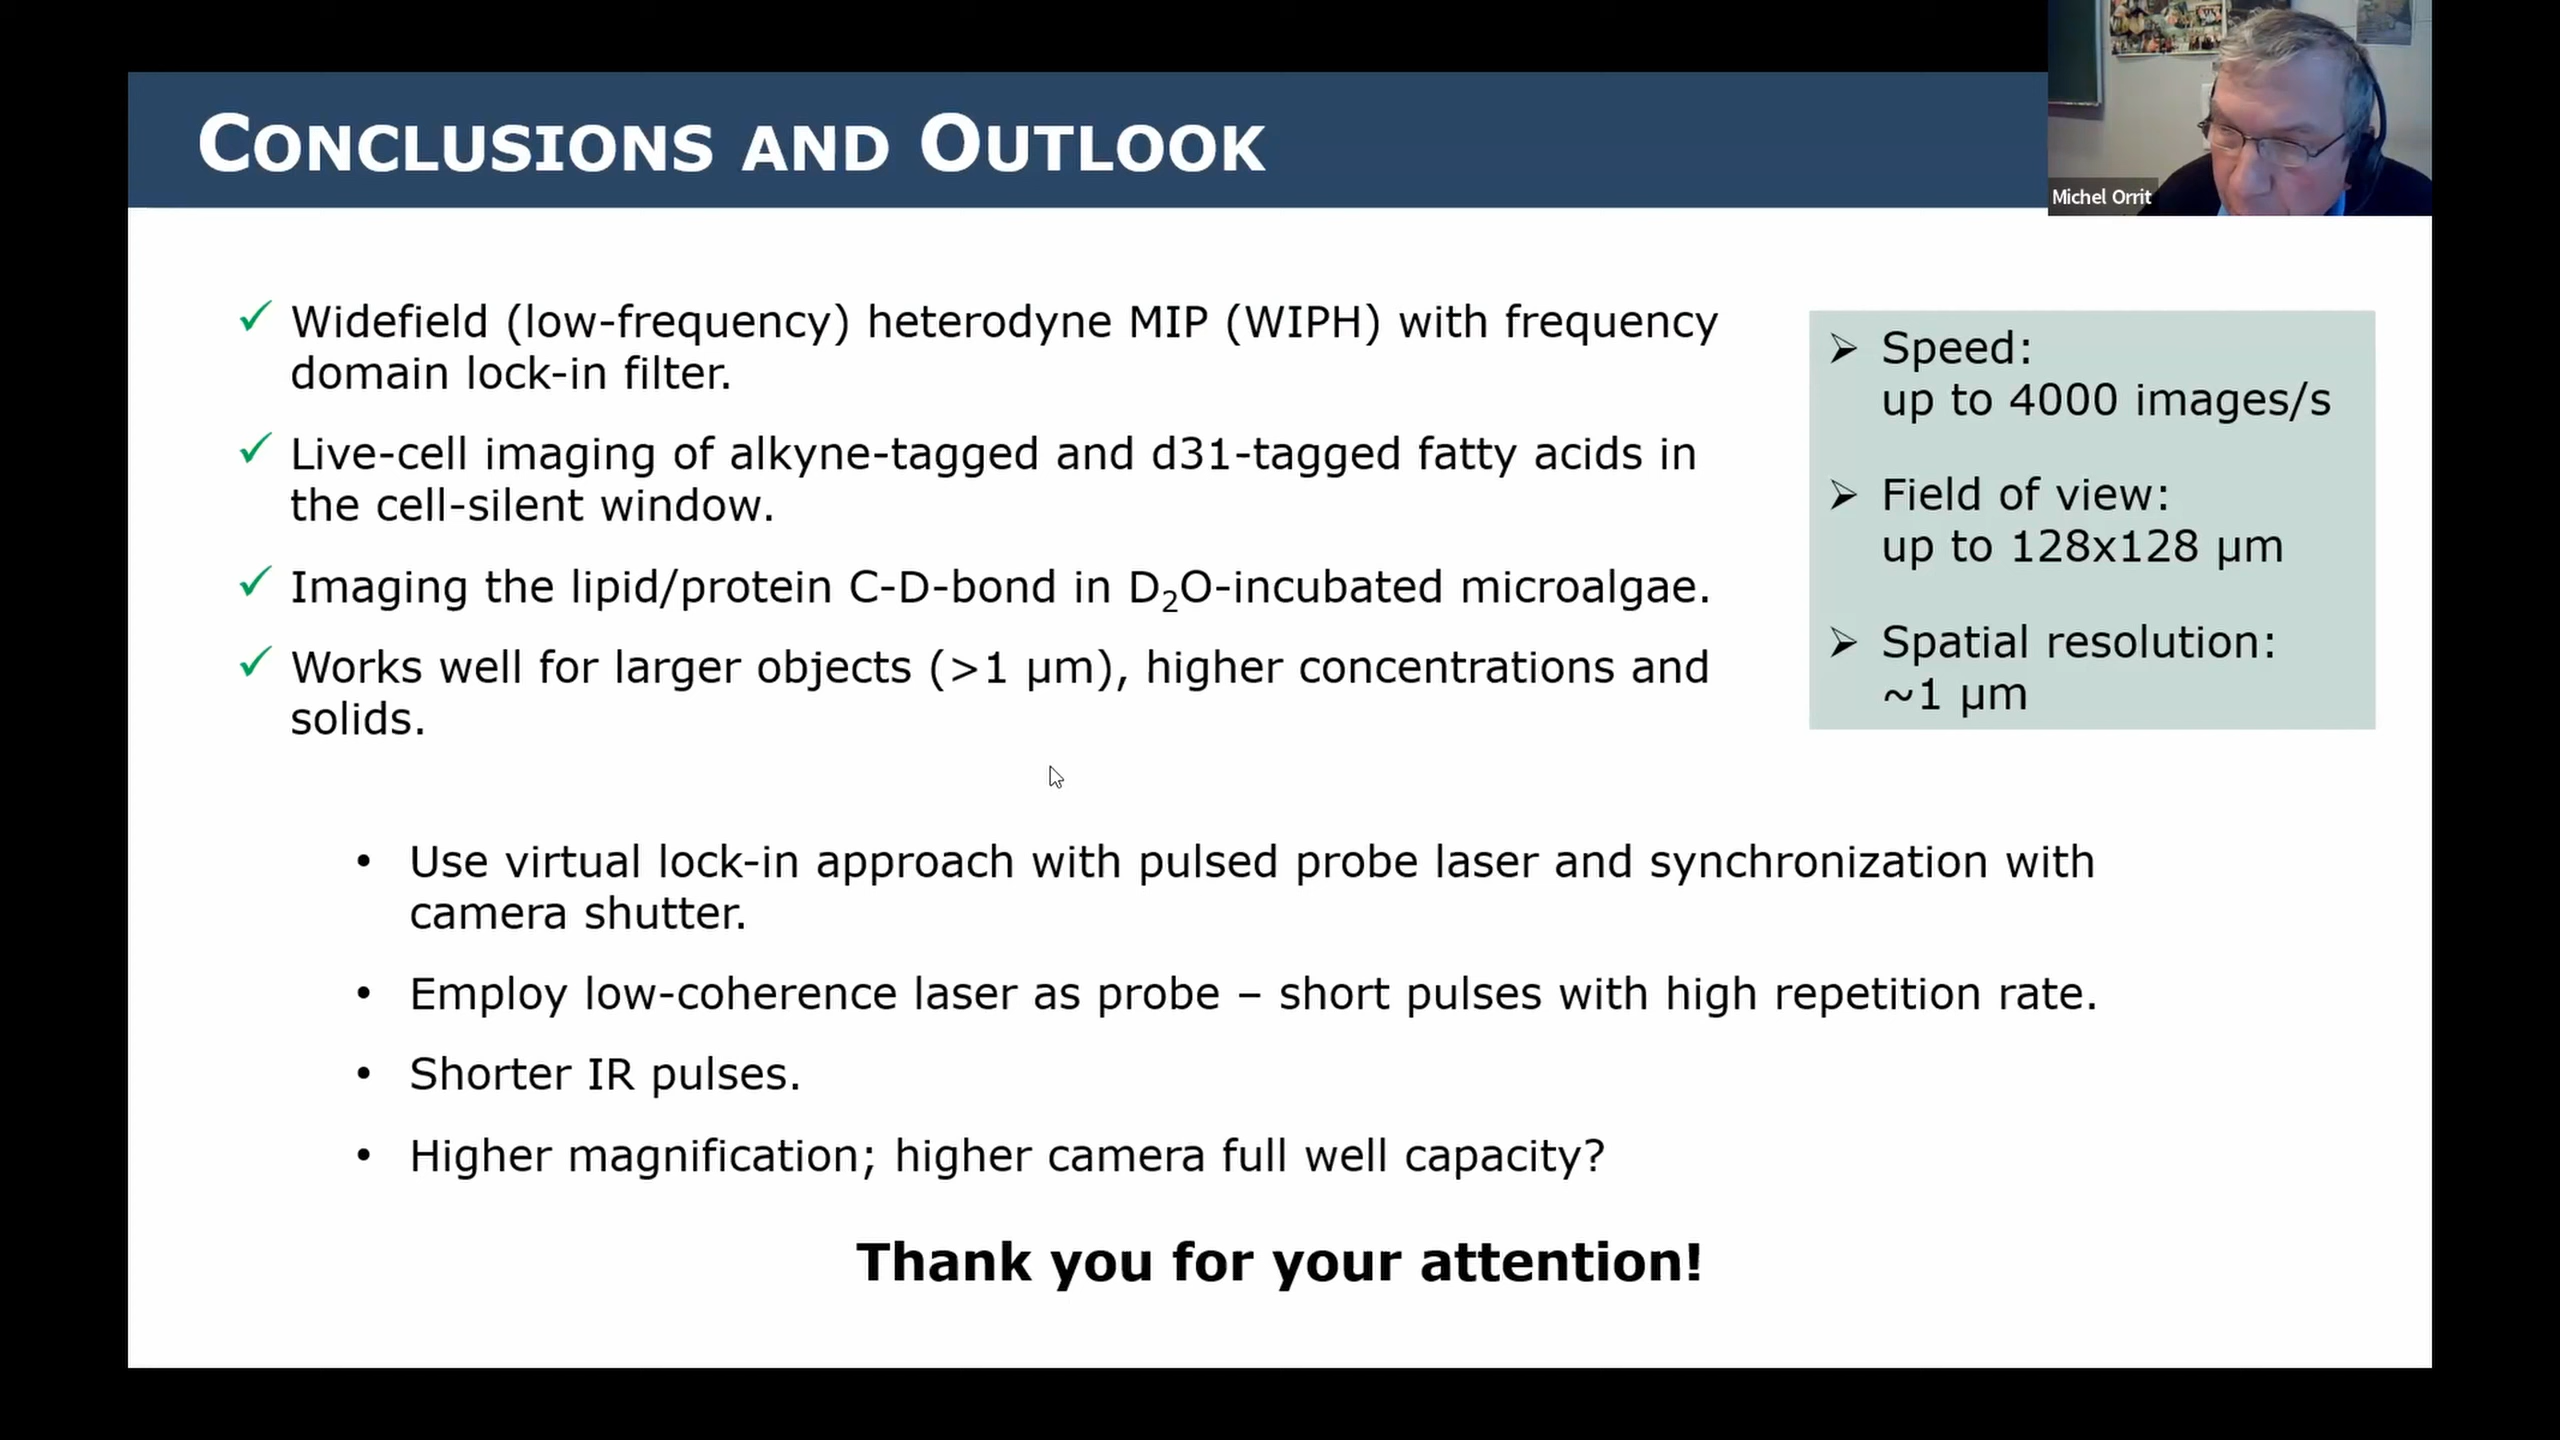 CONCLUSIONS AND OUTLOOK
Michel Orrit
✓ Widefield (low-frequency) heterodyne MIP (WIPH) with frequency
domain lock-in filter.
✓ Live-cell imaging of alkyne-tagged and d31-tagged fatty acids in
the cell-silent window.
✓ Imaging the lipid/protein C-D-bond in D₂O-incubated microalgae.
✓ Works well for larger objects (>1 µm), higher concentrations and
solids.
➢ Speed:
up to 4000 images/s
➢ Field of view:
up to 128x128 µm
➢ Spatial resolution:
~1 µm
• Use virtual lock-in approach with pulsed probe laser and synchronization with
camera shutter.
• Employ low-coherence laser as probe – short pulses with high repetition rate.
• Shorter IR pulses.
• Higher magnification; higher camera full well capacity?
Thank you for your attention!